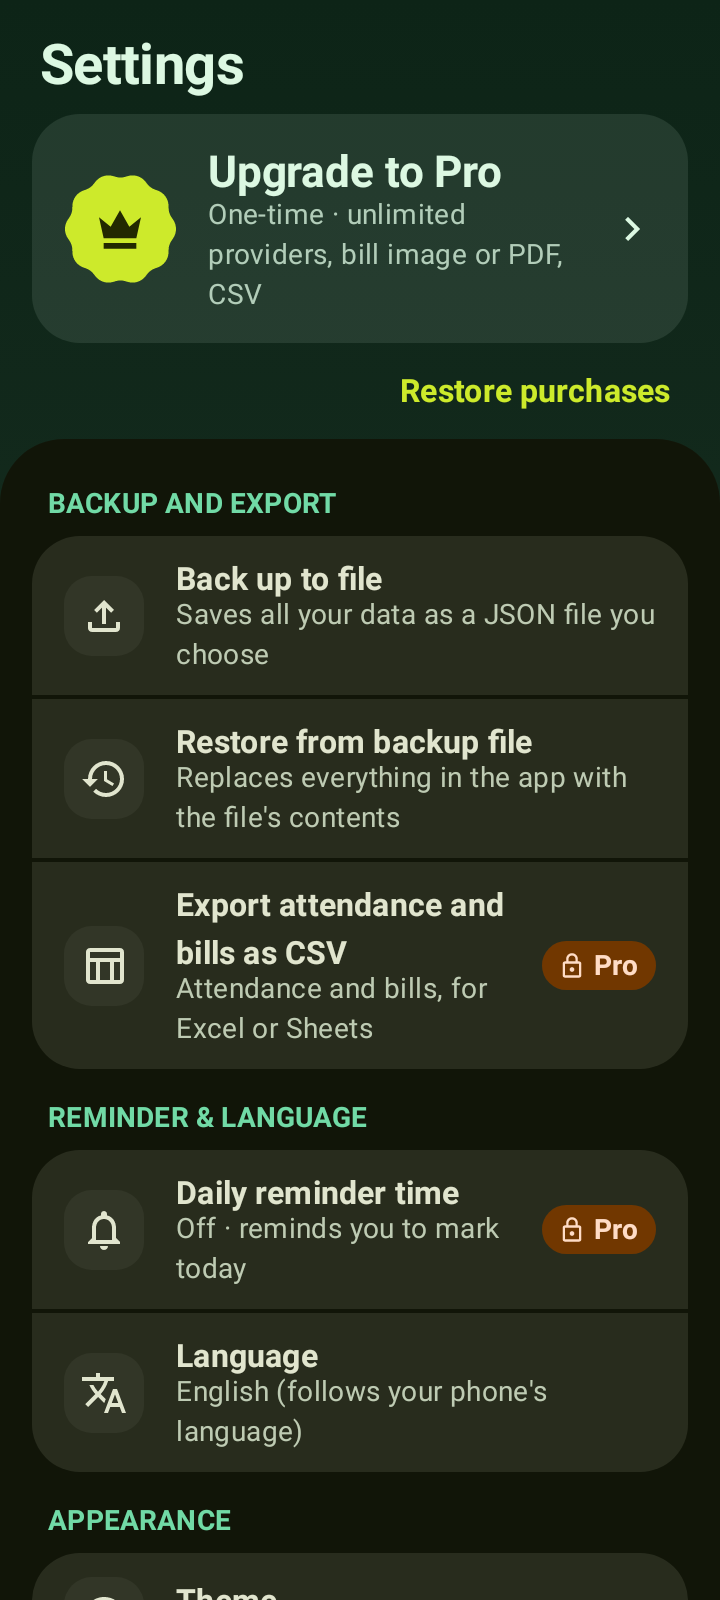 Settings
Upgrade to Pro
One-time · unlimited
providers, bill image or PDF,
CSV
Restore purchases
BACKUP AND EXPORT
Back up to file
Saves all your data as a JSON file you
choose
Restore from backup file
Replaces everything in the app with
the file's contents
Export attendance and
bills as CSV
Attendance and bills, for
Excel or Sheets
Pro
REMINDER & LANGUAGE
Daily reminder time
Off · reminds you to mark
today
Pro
Language
English (follows your phone's
language)
APPEARANCE
Theme